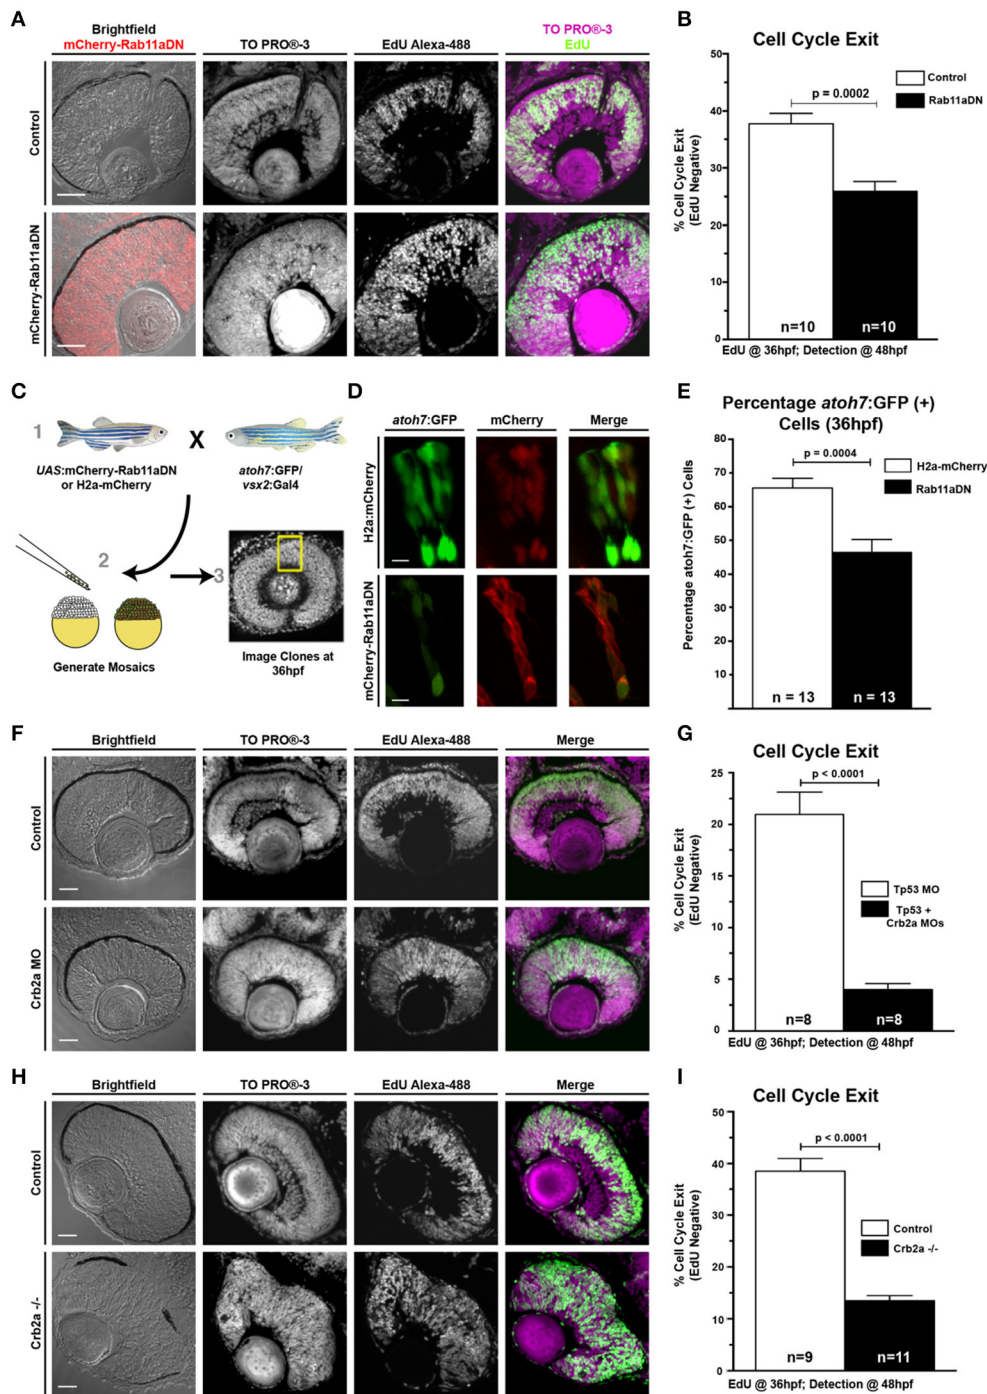 A
Brightfield
mCherry-Rab11aDN
TO PRO®-3
EdU Alexa-488
TO PRO®-3
EdU
Control
mCherry-Rab11aDN
B
Cell Cycle Exit
50
40
30
20
10
0
% Cell Cycle Exit
(EdU Negative)
p = 0.0002
Control
Rab11aDN
n=10
n=10
EdU @ 36hpf; Detection @ 48hpf
C
1
X
UAS:mCherry-Rab11aDN
or H2a-mCherry
atoh7:GFP/
vsx2:Gal4
2
3
Generate Mosaics
Image Clones at
36hpf
D
atoh7:GFP
mCherry
Merge
H2a:mCherry
mCherry-Rab11aDN
E
Percentage atoh7:GFP (+)
Cells (36hpf)
80
70
60
50
40
30
20
10
0
Percentage atoh7:GFP (+) Cells
p = 0.0004
H2a-mCherry
Rab11aDN
n = 13
n = 13
F
Brightfield
TO PRO®-3
EdU Alexa-488
Merge
Control
Crb2a MO
G
Cell Cycle Exit
25
20
15
10
5
0
% Cell Cycle Exit
(EdU Negative)
p < 0.0001
Tp53 MO
Tp53 +
Crb2a MOs
n=8
n=8
EdU @ 36hpf; Detection @ 48hpf
H
Brightfield
TO PRO®-3
EdU Alexa-488
Merge
Control
Crb2a -/-
I
Cell Cycle Exit
50
40
30
20
10
0
% Cell Cycle Exit
(EdU Negative)
p < 0.0001
Control
Crb2a -/-
n=9
n=11
EdU @ 36hpf; Detection @ 48hpf